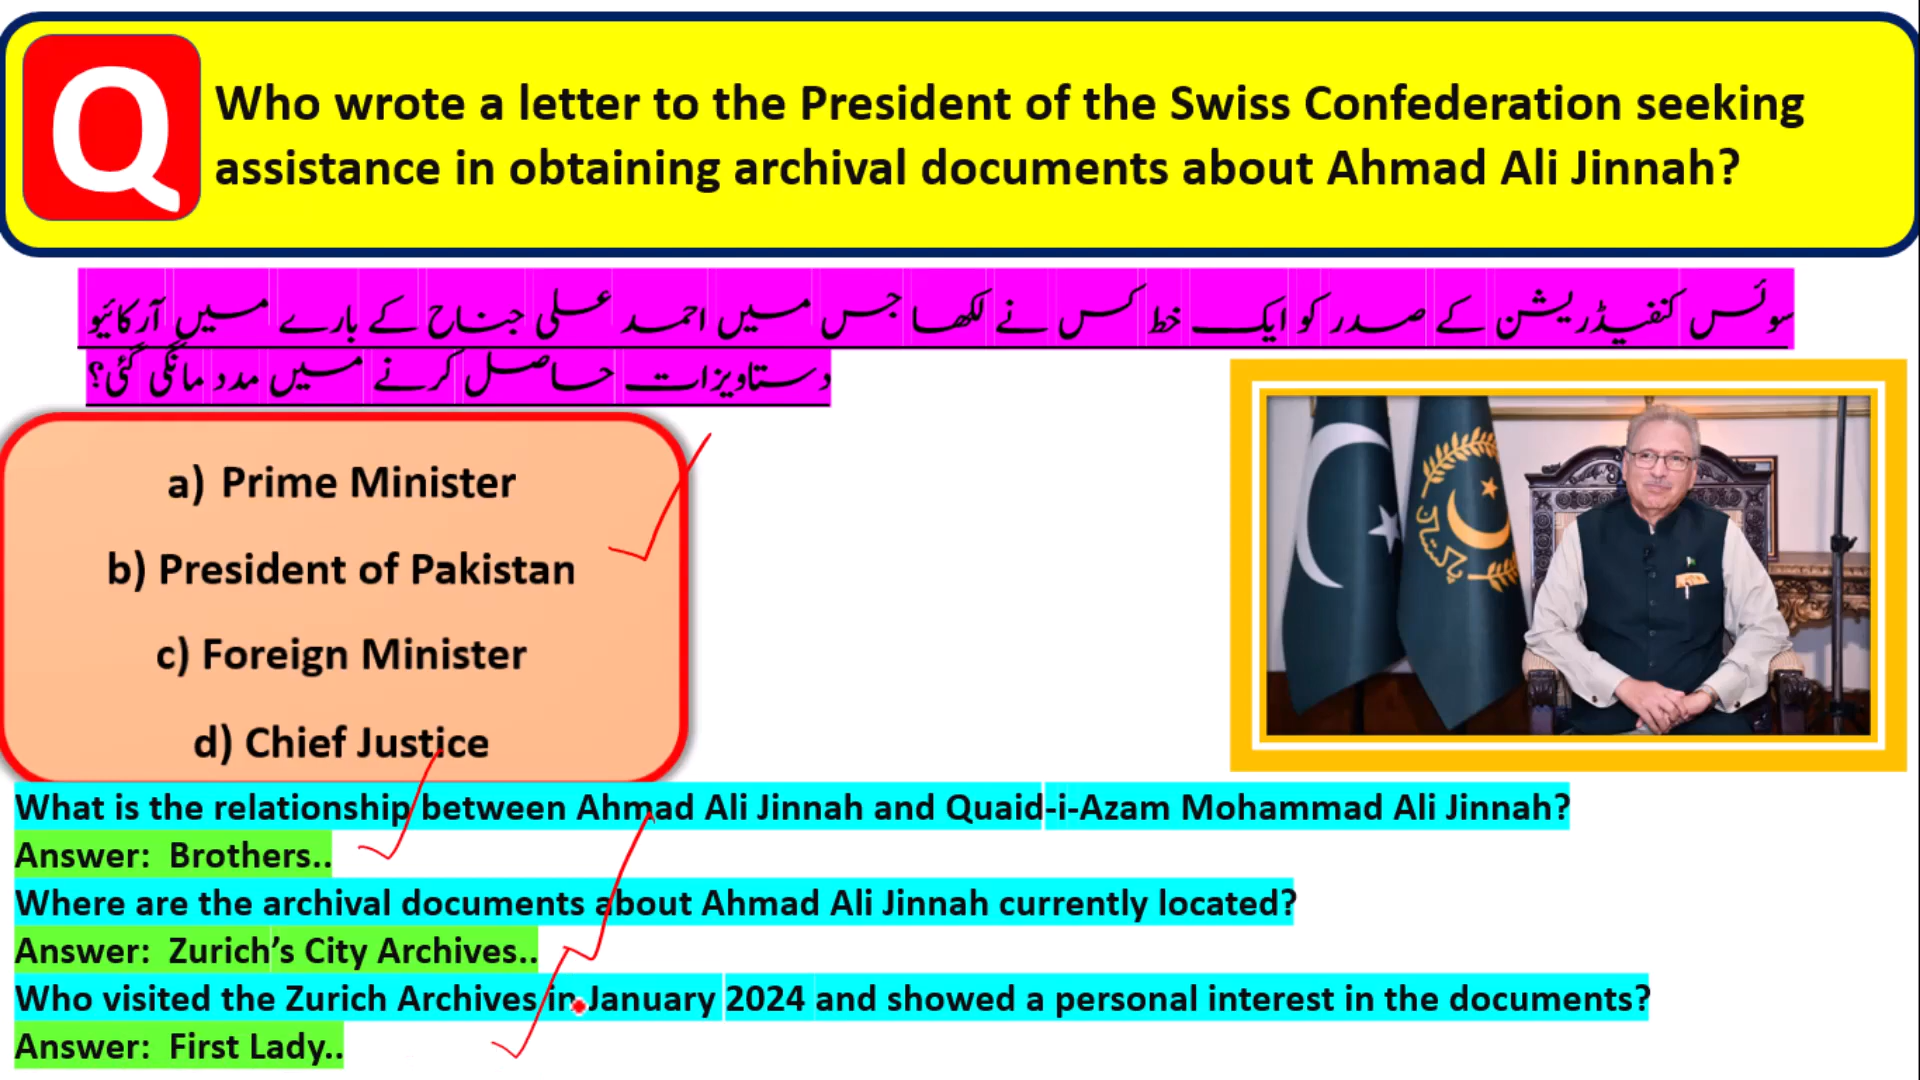 Q
Who wrote a letter to the President of the Swiss Confederation seeking
assistance in obtaining archival documents about Ahmad Ali Jinnah?
سوئس کنفیڈریشن کے صدر کو ایک خط کس نے لکھا جس میں احمد علی جناح کے بارے میں آرکائیو
دستاویزات حاصل کرنے میں مدد مانگی گئی؟
a) Prime Minister
b) President of Pakistan
c) Foreign Minister
d) Chief Justice
پاکستان
What is the relationship between Ahmad Ali Jinnah and Quaid-i-Azam Mohammad Ali Jinnah?
Answer: Brothers..
Where are the archival documents about Ahmad Ali Jinnah currently located?
Answer: Zurich’s City Archives..
Who visited the Zurich Archives in January 2024 and showed a personal interest in the documents?
Answer: First Lady..